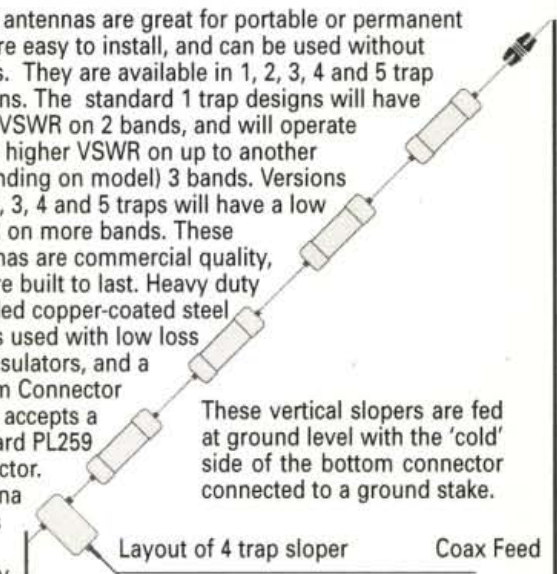 antennas are great for portable or permanent
re easy to install, and can be used without
s. They are available in 1, 2, 3, 4 and 5 trap
ns. The standard 1 trap designs will have
VSWR on 2 bands, and will operate
higher VSWR on up to another
nding on model) 3 bands. Versions
, 3, 4 and 5 traps will have a low
on more bands. These
nas are commercial quality,
re built to last. Heavy duty
ded copper-coated steel
s used with low loss
sulators, and a
m Connector
accepts a
ard PL259
ctor.
na
These vertical slopers are fed
at ground level with the 'cold'
side of the bottom connector
connected to a ground stake.
Layout of 4 trap sloper
Coax Feed